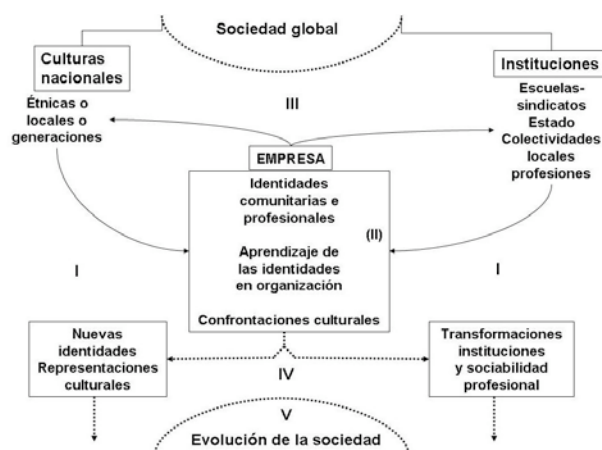 Sociedad global
Culturas
nacionales
Instituciones
Étnicas o
locales o
generaciones
III
Escuelas-
sindicatos
Estado
Colectividades
locales
profesiones
EMPRESA
Identidades
comunitarias e
profesionales
(II)
Aprendizaje de
las identidades
en organización
Confrontaciones culturales
I
I
Nuevas
identidades
Representaciones
culturales
Transformaciones
instituciones
y sociabilidad
profesional
IV
V
Evolución de la sociedad